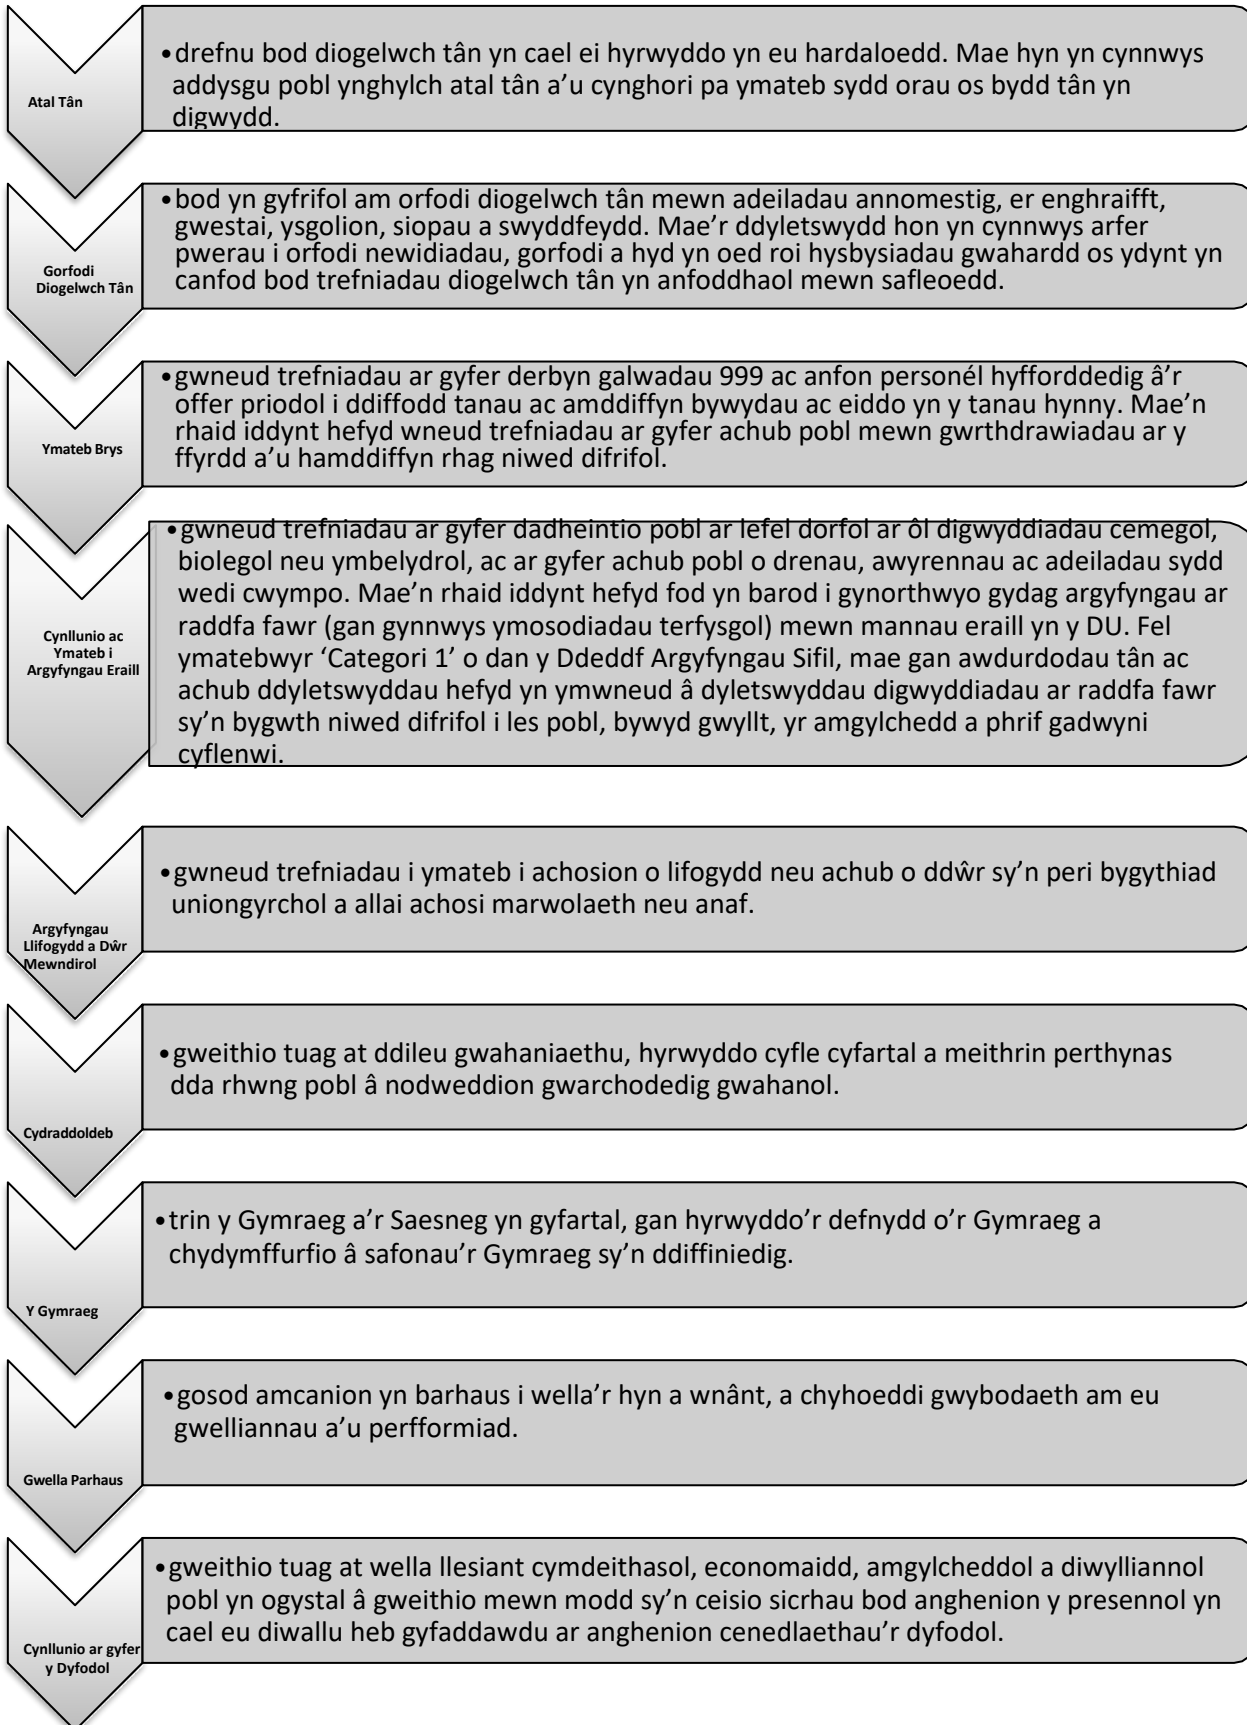 Atal Tân
•drefnu bod diogelwch tân yn cael ei hyrwyddo yn eu hardaloedd. Mae hyn yn cynnwys
addysgu pobl ynghylch atal tân a'u cynghori pa ymateb sydd orau os bydd tân yn
digwydd.
Gorfodi
Diogelwch Tân
•bod yn gyfrifol am orfodi diogelwch tân mewn adeiladau annomestig, er enghraifft,
gwestai, ysgolion, siopau a swyddfeydd. Mae'r ddyletswydd hon yn cynnwys arfer
pwerau i orfodi newidiadau, gorfodi a hyd yn oed roi hysbysiadau gwahardd os ydynt yn
canfod bod trefniadau diogelwch tân yn anfoddhaol mewn safleoedd.
Ymateb Brys
•gwneud trefniadau ar gyfer derbyn galwadau 999 ac anfon personél hyfforddedig â'r
offer priodol i ddiffodd tanau ac amddiffyn bywydau ac eiddo yn y tanau hynny. Mae'n
rhaid iddynt hefyd wneud trefniadau ar gyfer achub pobl mewn gwrthdrawiadau ar y
ffyrdd a'u hamddiffyn rhag niwed difrifol.
Cynllunio ac
Ymateb i
Argyfyngau Eraill
•gwneud trefniadau ar gyfer dadheintio pobl ar lefel dorfol ar ôl digwyddiadau cemegol,
biolegol neu ymbelydrol, ac ar gyfer achub pobl o drenau, awyrennau ac adeiladau sydd
wedi cwympo. Mae'n rhaid iddynt hefyd fod yn barod i gynorthwyo gydag argyfyngau ar
raddfa fawr (gan gynnwys ymosodiadau terfysgol) mewn mannau eraill yn y DU. Fel
ymatebwyr ‘Categori 1’ o dan y Ddeddf Argyfyngau Sifil, mae gan awdurdodau tân ac
achub ddyletswyddau hefyd yn ymwneud â dyletswyddau digwyddiadau ar raddfa fawr
sy’n bygwth niwed difrifol i les pobl, bywyd gwyllt, yr amgylchedd a phrif gadwyni
cyflenwi.
Argyfyngau
Llifogydd a Dŵr
Mewndirol
•gwneud trefniadau i ymateb i achosion o lifogydd neu achub o ddŵr sy’n peri bygythiad
uniongyrchol a allai achosi marwolaeth neu anaf.
Cydraddoldeb
•gweithio tuag at ddileu gwahaniaethu, hyrwyddo cyfle cyfartal a meithrin perthynas
dda rhwng pobl â nodweddion gwarchodedig gwahanol.
Y Gymraeg
•trin y Gymraeg a’r Saesneg yn gyfartal, gan hyrwyddo’r defnydd o’r Gymraeg a
chydymffurfio â safonau’r Gymraeg sy’n ddiffiniedig.
Gwella Parhaus
•gosod amcanion yn barhaus i wella’r hyn a wnânt, a chyhoeddi gwybodaeth am eu
gwelliannau a’u perfformiad.
Cynllunio ar gyfer
y Dyfodol
•gweithio tuag at wella llesiant cymdeithasol, economaidd, amgylcheddol a diwylliannol
pobl yn ogystal â gweithio mewn modd sy’n ceisio sicrhau bod anghenion y presennol yn
cael eu diwallu heb gyfaddawdu ar anghenion cenedlaethau’r dyfodol.